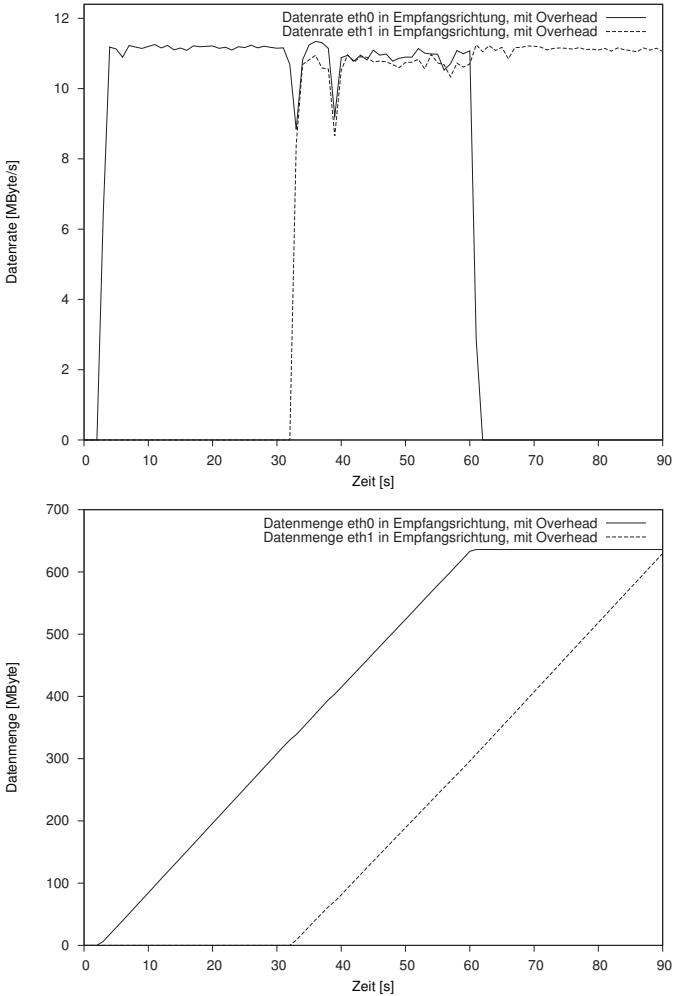 Datenrate eth0 in Empfangsrichtung, mit Overhead
Datenrate eth1 in Empfangsrichtung, mit Overhead
12
10
8
6
4
2
0
Datenrate [MByte/s]
0 10 20 30 40 50 60 70 80 90
Zeit [s]
Datenmenge eth0 in Empfangsrichtung, mit Overhead
Datenmenge eth1 in Empfangsrichtung, mit Overhead
700
600
500
400
300
200
100
0
Datenmenge [MByte]
0 10 20 30 40 50 60 70 80 90
Zeit [s]